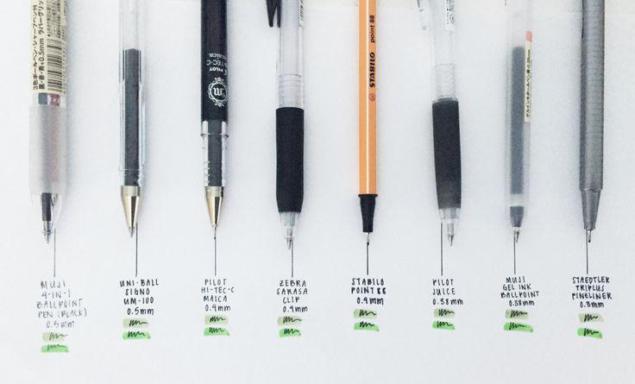 STABILO point 88
PILOT
MUJI
4-IN-1
BALLPOINT
PEN (BLACK)
0.5mm
UNI-BALL
SIGNO
UM-100
0.5mm
PILOT
HI-TEC-C
MAICA
0.4mm
ZEBRA
SARASA
CLIP
0.4mm
STABILO
POINT 88
0.4mm
PILOT
JUICE
0.38mm
MUJI
GEL INK
BALLPOINT
0.38mm
STAEDTLER
TRIPLUS
FINELINER
0.3mm